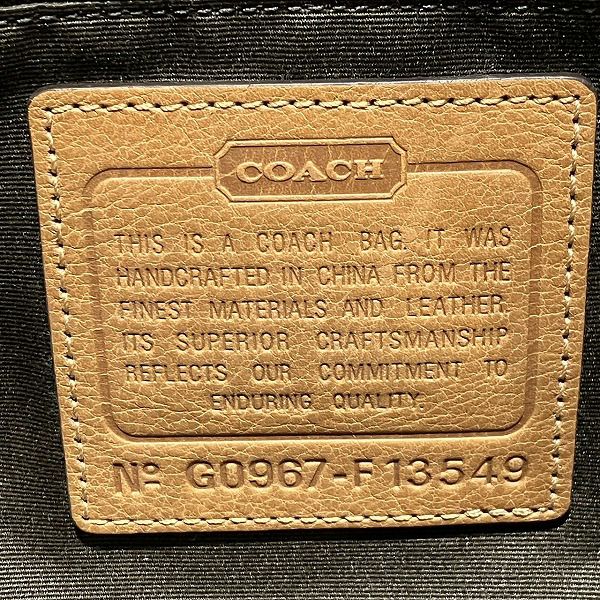 COACH
THIS IS A COACH BAG. IT WAS
HANDCRAFTED IN CHINA FROM THE
FINEST MATERIALS AND LEATHER.
ITS SUPERIOR CRAFTSMANSHIP
REFLECTS OUR COMMITMENT TO
ENDURING QUALITY.
Nº G0967-F13549